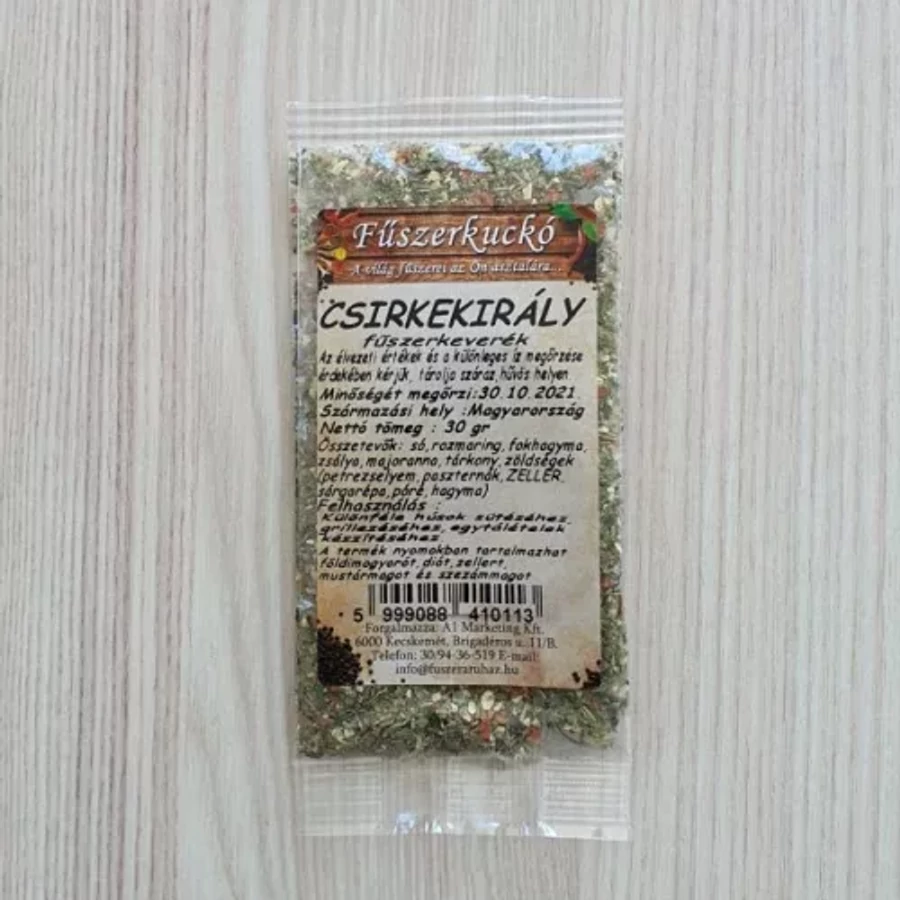 Fűszerkuckó
A világ fűszerei az Ön asztalára...
CSIRKEKIRÁLY
fűszerkeverék
Az élvezeti értékek és a különleges íz megőrzése
érdekében kérjük, tárolja száraz,hűvös helyen.
Minőségét megőrzi:30.10.2021.
Származási hely :Magyarország
Nettó tömeg : 30 gr
Összetevők: só,rozmaring, fokhagyma,
zsálya,majoranna,tárkony, zöldségek
(petrezselyem, paszternák,ZELLER,
sárgarépa,póré, hagyma)
Felhasználás :
Különféle húsok sütéséhez,
grillezéséhez,egytálételek
készítéséhez
A termék nyomokban tartalmazhat
földimogyorót,diót,zellert,
mustármagot és szezámmagot
5 999088 410113
Forgalmazza: A1 Marketing Kft.
6000 Kecskemét, Brigadéros u. 11/B.
Telefon: 30/94-36-519 E-mail:
info@fuszeraruhaz.hu